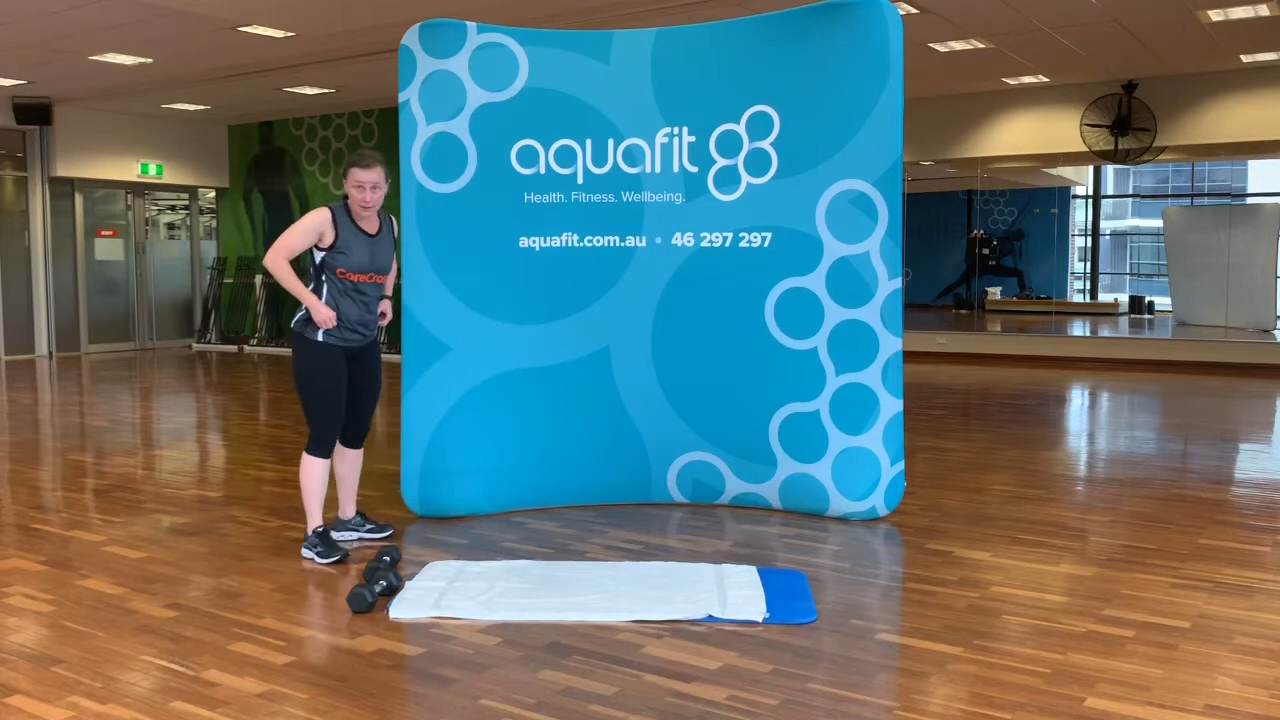 aquafit
Health. Fitness. Wellbeing.
aquafit.com.au • 46 297 297